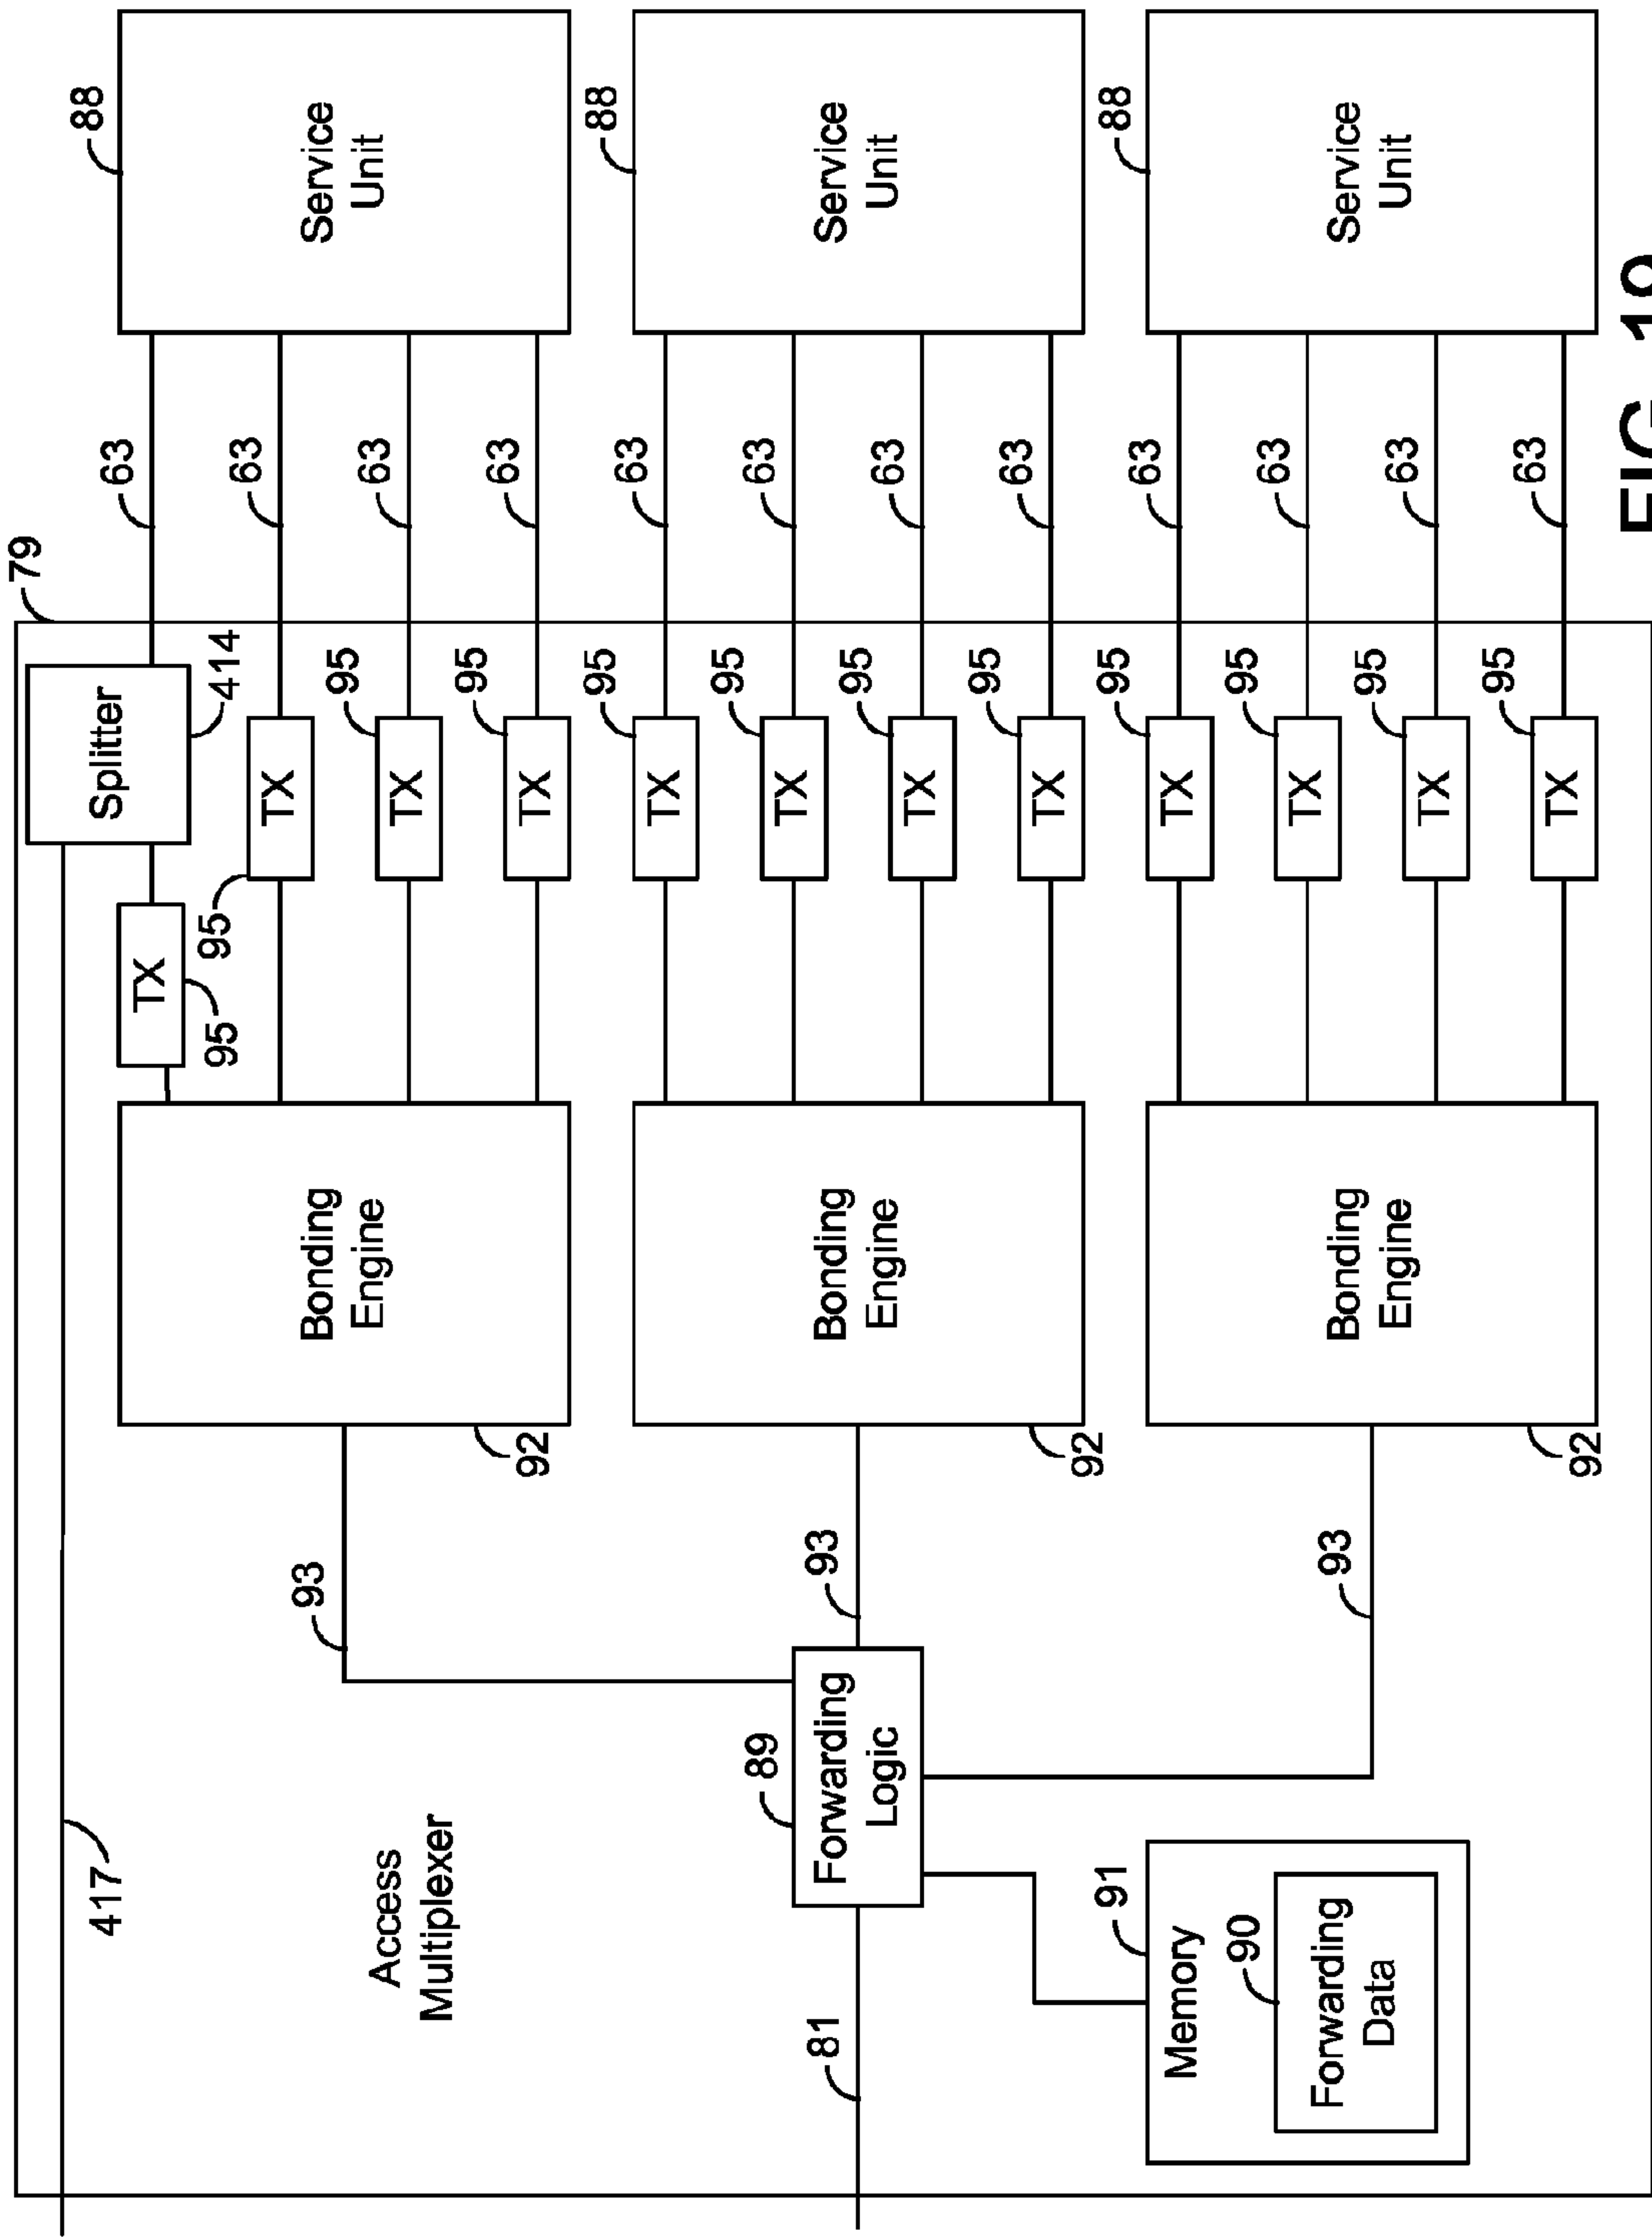 79
88
417
Splitter
63
TX
414
95
95
63
TX
93
Bonding
Engine
Service
Unit
95
63
TX
Access
Multiplexer
95
63
TX
92
88
95
63
TX
95
63
TX
89
81
93
Forwarding
Logic
Bonding
Engine
Service
Unit
95
63
TX
95
63
TX
92
88
91
Memory
95
63
TX
90
Forwarding
Data
95
63
TX
93
Bonding
Engine
Service
Unit
95
63
TX
95
63
TX
92
FIG